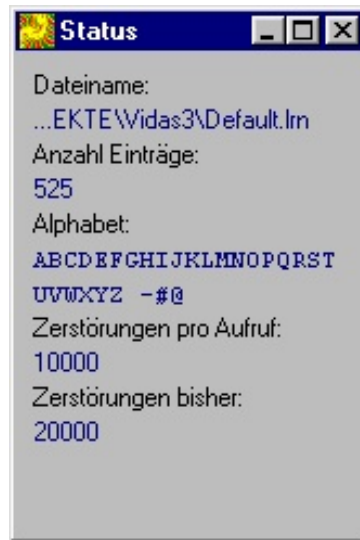 Status
Dateiname:
...EKTE\Vidas3\Default.lrn
Anzahl Einträge:
525
Alphabet:
ABCDEFGHIJKLMNOPQRST
UVWXYZ -#@
Zerstörungen pro Aufruf:
10000
Zerstörungen bisher:
20000